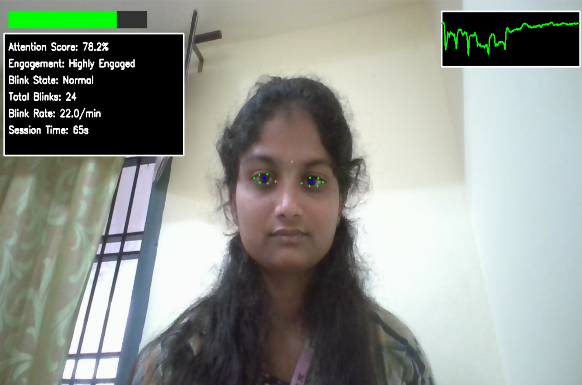 Attention Score: 78.2%
Engagement: Highly Engaged
Blink State: Normal
Total Blinks: 24
Blink Rate: 22.0/min
Session Time: 65s